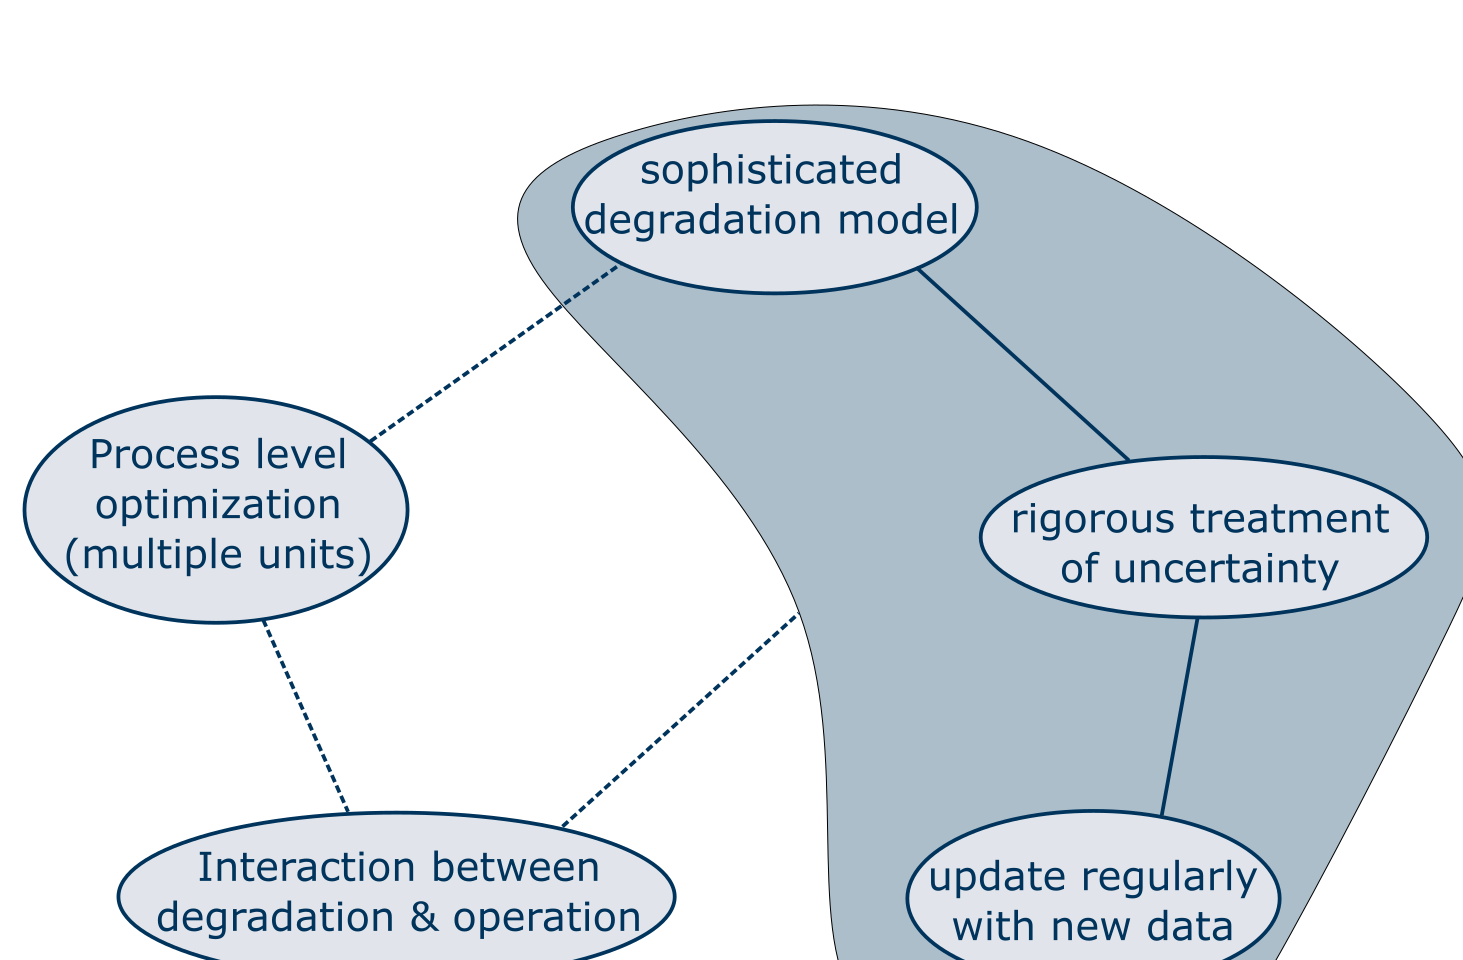 sophisticated
degradation model
Process level
optimization
(multiple units)
rigorous treatment
of uncertainty
Interaction between
degradation & operation
update regularly
with new data